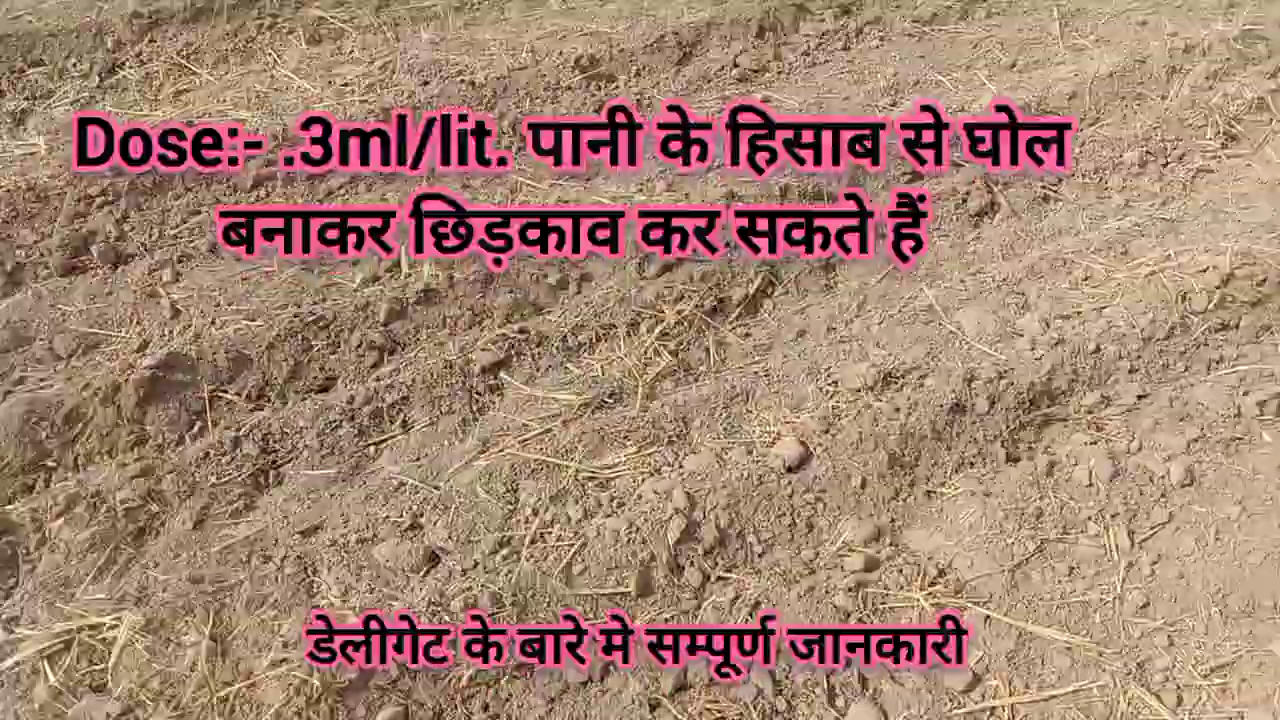 Dose:- .3ml/lit. पानी के हिसाब से घोल
बनाकर छिड़काव कर सकते हैं
डेलीगेट के बारे मे सम्पूर्ण जानकारी